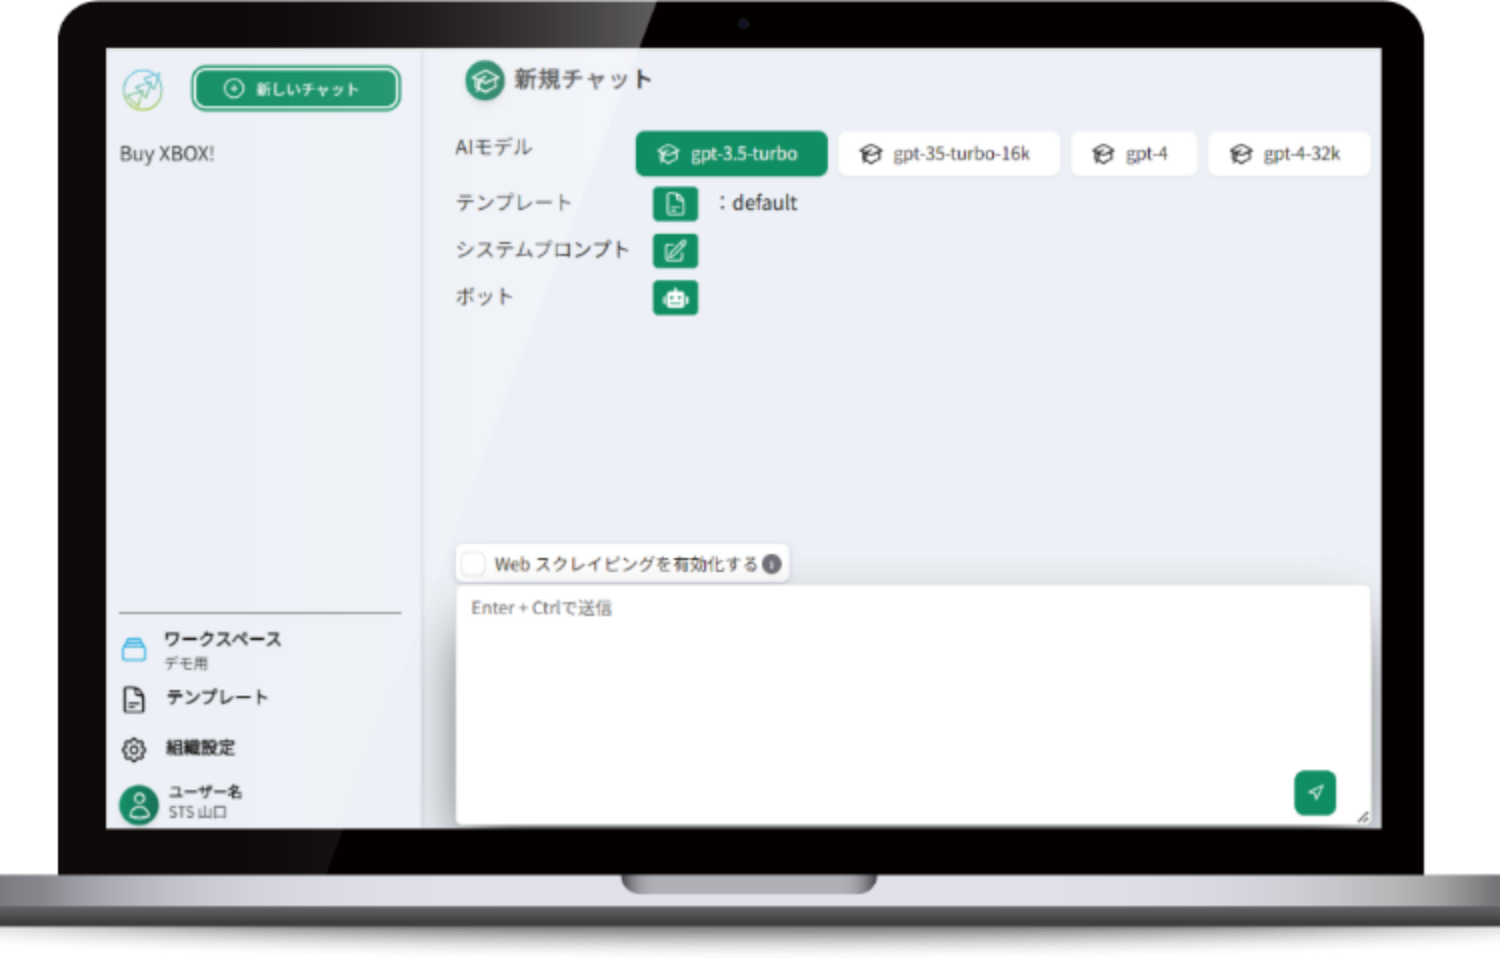 新しいチャット
Buy XBOX!
ワークスペース
デモ用
テンプレート
組織設定
ユーザー名
STS 山口
新規チャット
AIモデル
gpt-3.5-turbo
gpt-35-turbo-16k
gpt-4
gpt-4-32k
テンプレート
：default
システムプロンプト
ボット
Web スクレイピングを有効化する
Enter + Ctrlで送信